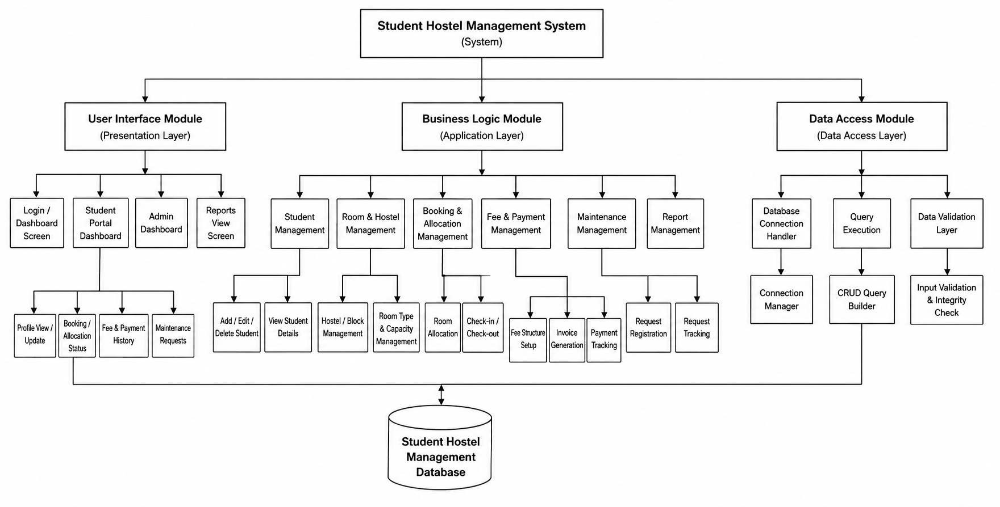 Student Hostel Management System
(System)
User Interface Module
(Presentation Layer)
Business Logic Module
(Application Layer)
Data Access Module
(Data Access Layer)
Login /
Dashboard
Screen
Student
Portal
Dashboard
Admin
Dashboard
Reports
View
Screen
Student
Management
Room & Hostel
Management
Booking &
Allocation
Management
Fee & Payment
Management
Maintenance
Management
Report
Management
Database
Connection
Handler
Query
Execution
Data Validation
Layer
Profile View /
Update
Booking /
Allocation
Status
Fee & Payment
History
Maintenance
Requests
Add / Edit /
Delete Student
View Student
Details
Hostel / Block
Management
Room Type
& Capacity
Management
Room
Allocation
Check-in /
Check-out
Fee Structure
Setup
Invoice
Generation
Payment
Tracking
Request
Registration
Request
Tracking
Connection
Manager
CRUD Query
Builder
Input Validation
& Integrity
Check
Student Hostel
Management
Database